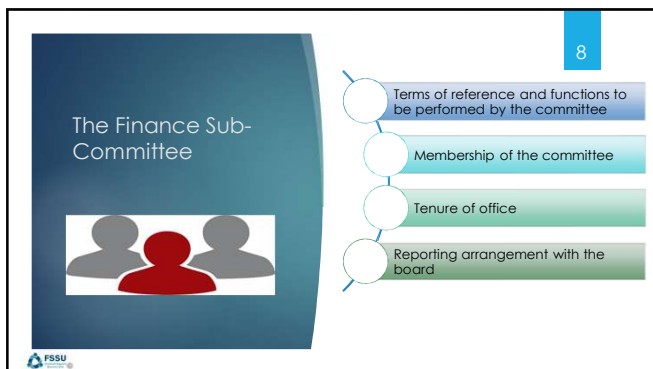 8
The Finance Sub-
Committee
Terms of reference and functions to
be performed by the committee
Membership of the committee
Tenure of office
Reporting arrangement with the
board
FSSU